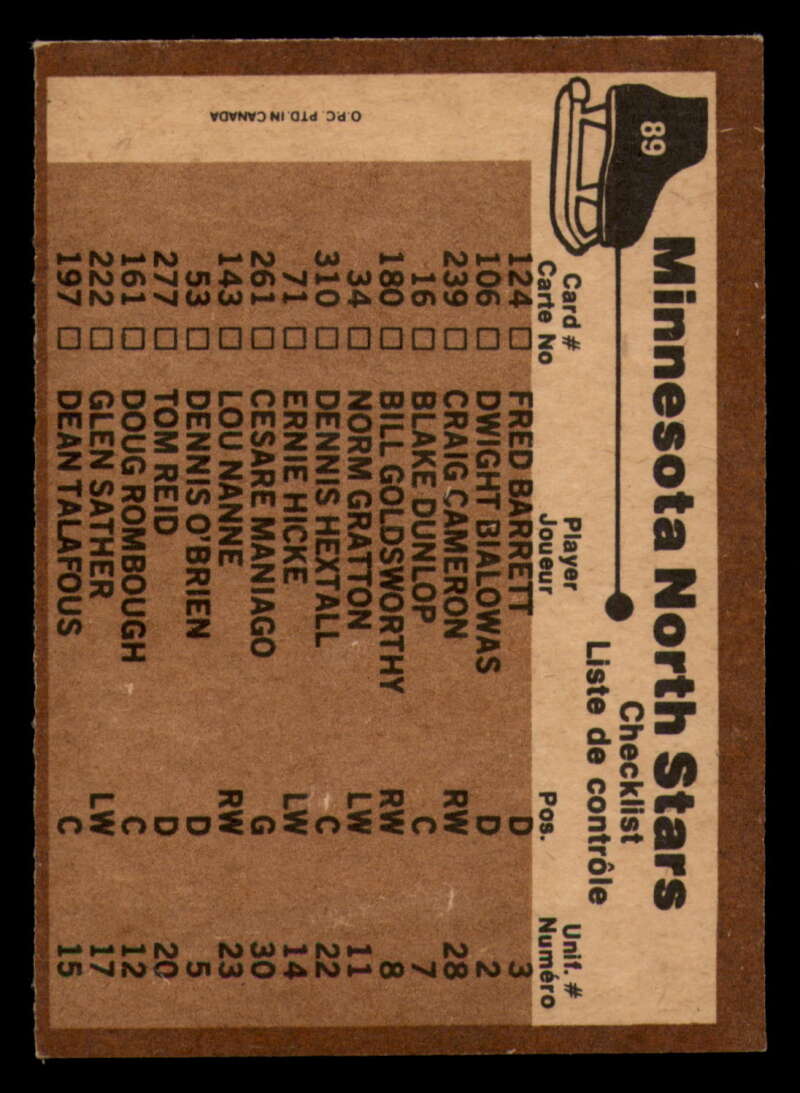 89
Minnesota North Stars
Checklist
Liste de contrôle
Card # Player Pos. Unif. #
Carte No Joueur Numéro
124 □ FRED BARRETT D 3
106 □ DWIGHT BIALOWAS D 2
239 □ CRAIG CAMERON RW 28
16 □ BLAKE DUNLOP C 7
180 □ BILL GOLDSWORTHY RW 8
34 □ NORM GRATTON LW 11
310 □ DENNIS HEXTALL C 22
71 □ ERNIE HICKE LW 14
261 □ CESARE MANIAGO G 30
143 □ LOU NANNE RW 23
53 □ DENNIS O'BRIEN D 5
277 □ TOM REID D 20
161 □ DOUG ROMBOUGH C 12
222 □ GLEN SATHER LW 17
197 □ DEAN TALAFOUS C 15
O.P.C. PTD. IN CANADA